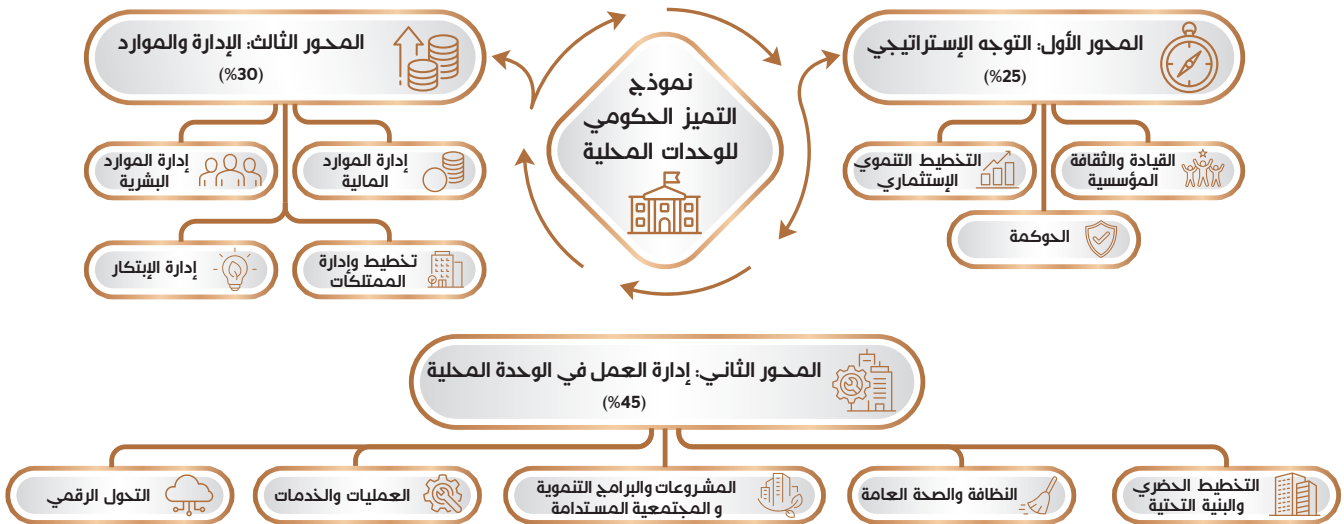 نموذج
التميز الحكومي
للوحدات المحلية
المحور الأول: التوجه الإستراتيجي
(%25)
القيادة والثقافة
المؤسسية
التخطيط التنموي
الإستثماري
الحوكمة
المحور الثالث: الإدارة والموارد
(%30)
إدارة الموارد
المالية
إدارة الموارد
البشرية
تخطيط وإدارة
الممتلكات
إدارة الإبتكار
المحور الثاني: إدارة العمل في الوحدة المحلية
(%45)
التخطيط الحضري
والبنية التحتية
النظافة والصحة العامة
المشروعات والبرامج التنموية
و المجتمعية المستدامة
العمليات والخدمات
التحول الرقمي